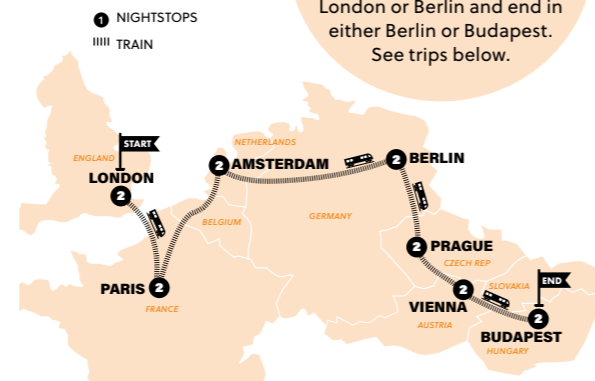 London or Berlin and end in
either Berlin or Budapest.
See trips below.
1 NIGHTSTOPS
TRAIN
START
ENGLAND
LONDON
2
NETHERLANDS
2 AMSTERDAM
2 BERLIN
BELGIUM
GERMANY
2 PRAGUE
CZECH REP
PARIS 2
FRANCE
SLOVAKIA
END
2
VIENNA
AUSTRIA
2
BUDAPEST
HUNGARY